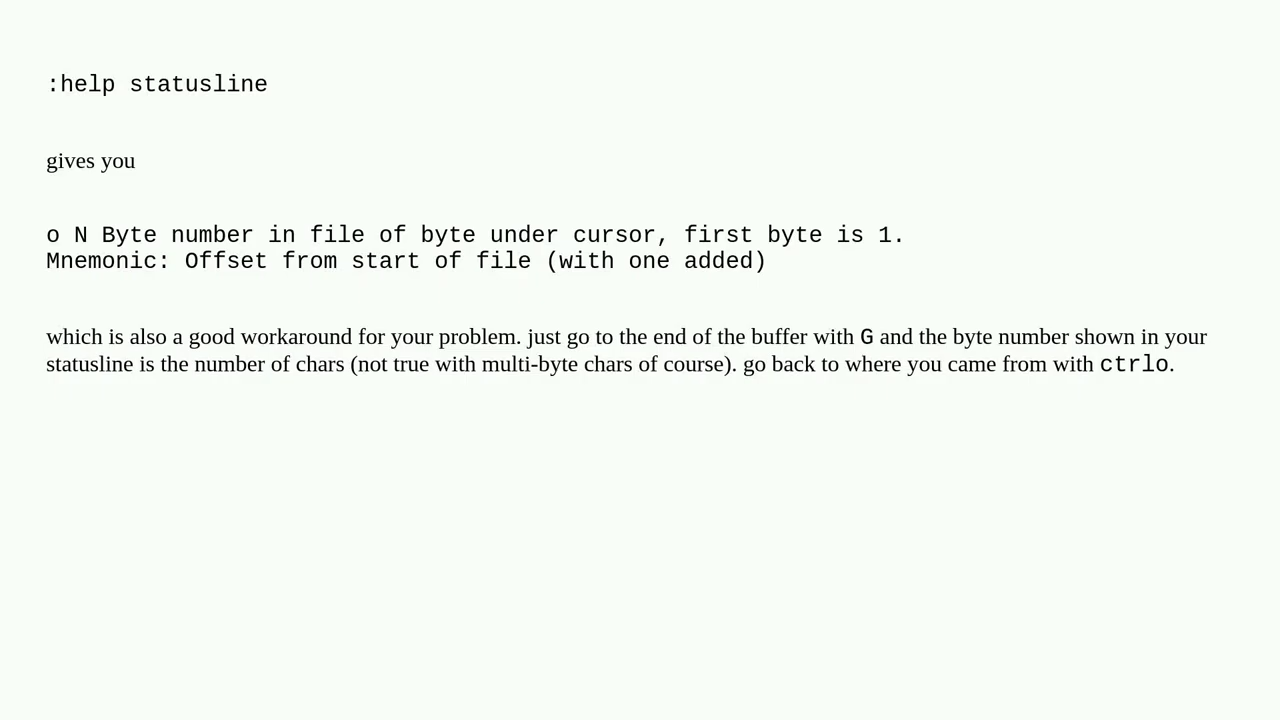 :help statusline
gives you
o N Byte number in file of byte under cursor, first byte is 1.
Mnemonic: Offset from start of file (with one added)
which is also a good workaround for your problem. just go to the end of the buffer with G and the byte number shown in your
statusline is the number of chars (not true with multi-byte chars of course). go back to where you came from with ctrlo.